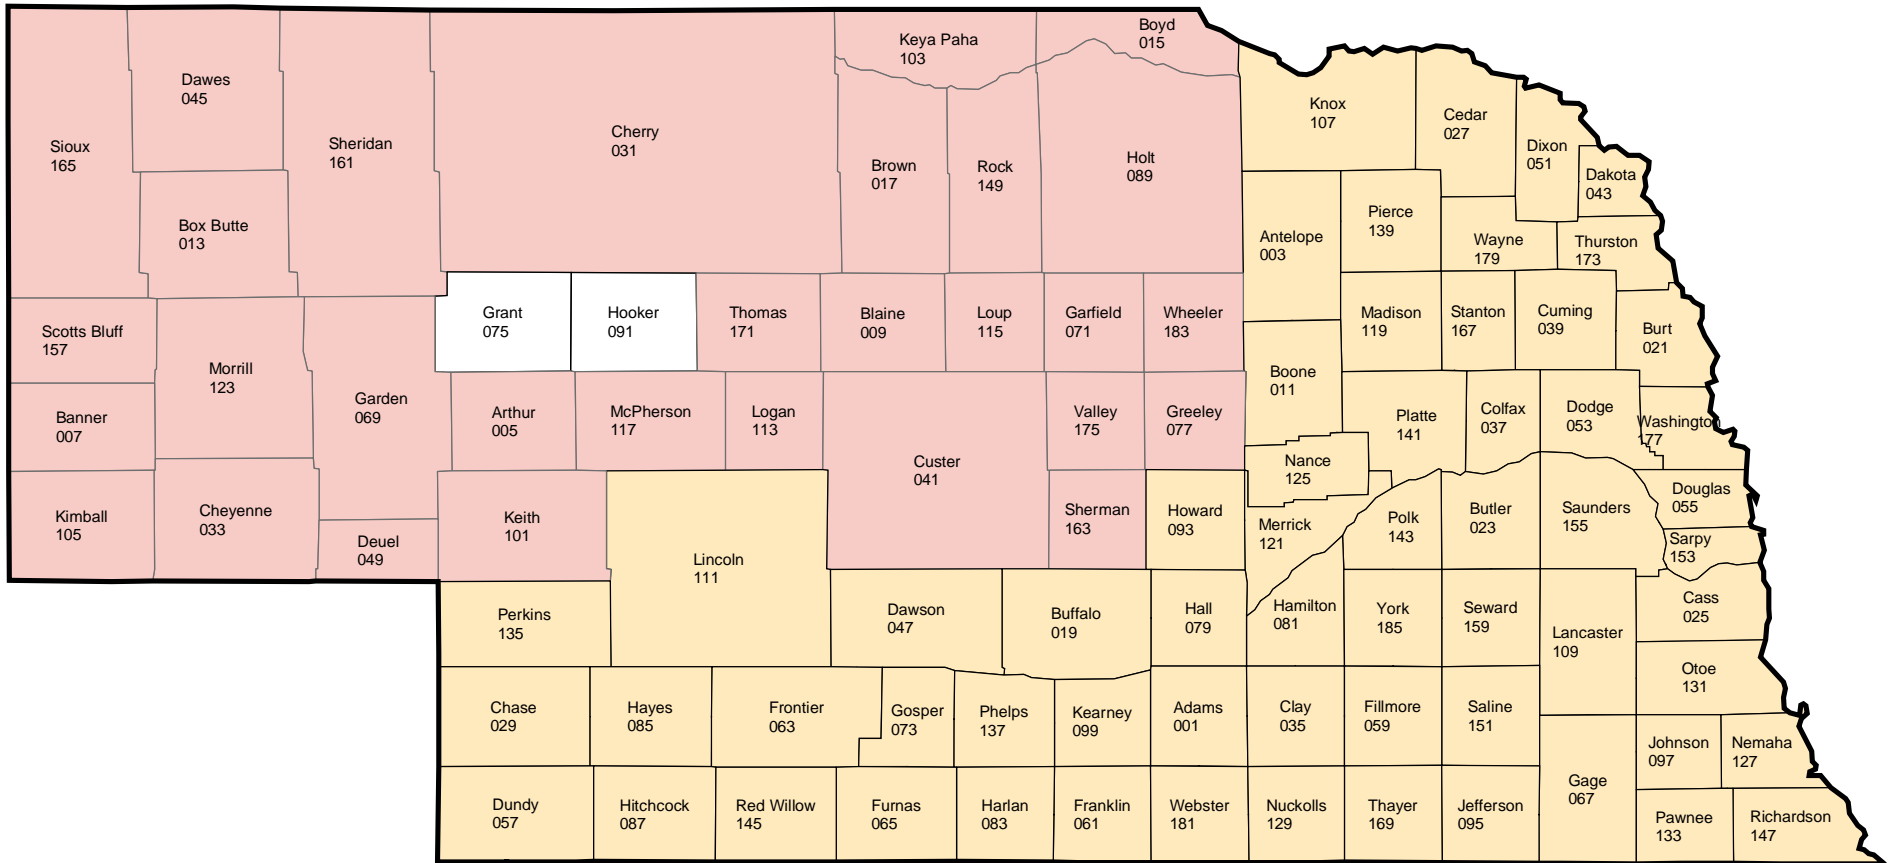 Boyd
015
Keya Paha
103
Dawes
045
Knox
107
Cedar
027
Sioux
165
Sheridan
161
Cherry
031
Brown
017
Rock
149
Holt
089
Dixon
051
Dakota
043
Box Butte
013
Antelope
003
Pierce
139
Wayne
179
Thurston
173
Scotts Bluff
157
Grant
075
Hooker
091
Thomas
171
Blaine
009
Loup
115
Garfield
071
Wheeler
183
Madison
119
Stanton
167
Cuming
039
Burt
021
Morrill
123
Boone
011
Banner
007
Garden
069
Arthur
005
McPherson
117
Logan
113
Valley
175
Greeley
077
Platte
141
Colfax
037
Dodge
053
Washington
177
Custer
041
Nance
125
Kimball
105
Cheyenne
033
Deuel
049
Keith
101
Lincoln
111
Sherman
163
Howard
093
Merrick
121
Polk
143
Butler
023
Saunders
155
Douglas
055
Sarpy
153
Perkins
135
Dawson
047
Buffalo
019
Hall
079
Hamilton
081
York
185
Seward
159
Lancaster
109
Cass
025
Otoe
131
Chase
029
Hayes
085
Frontier
063
Gosper
073
Phelps
137
Kearney
099
Adams
001
Clay
035
Fillmore
059
Saline
151
Johnson
097
Nemaha
127
Dundy
057
Hitchcock
087
Red Willow
145
Furnas
065
Harlan
083
Franklin
061
Webster
181
Nuckolls
129
Thayer
169
Jefferson
095
Gage
067
Pawnee
133
Richardson
147